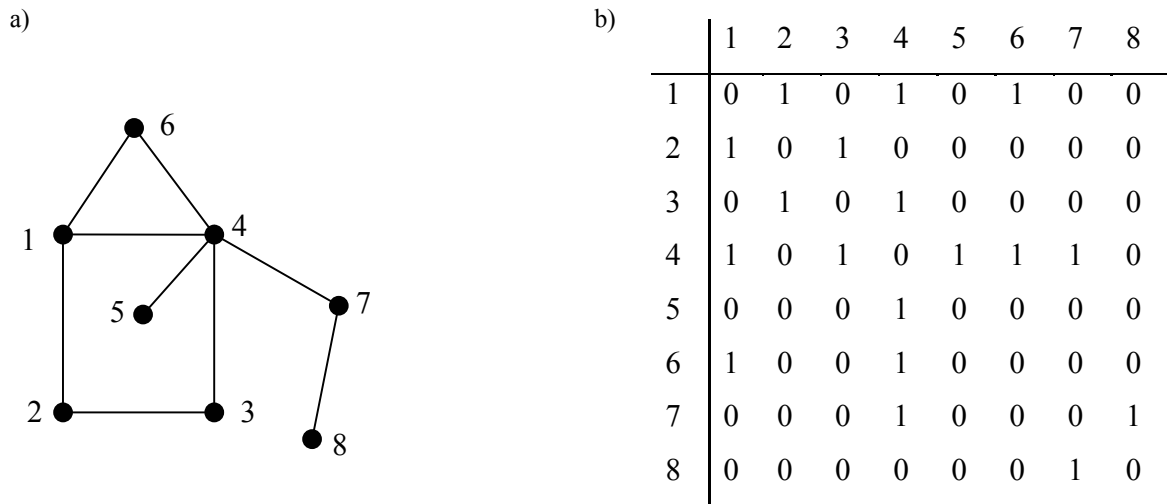 a)
6
1
4
5
7
2
3
8
b)
1 2 3 4 5 6 7 8
1 0 1 0 1 0 1 0 0
2 1 0 1 0 0 0 0 0
3 0 1 0 1 0 0 0 0
4 1 0 1 0 1 1 1 0
5 0 0 0 1 0 0 0 0
6 1 0 0 1 0 0 0 0
7 0 0 0 1 0 0 0 1
8 0 0 0 0 0 0 1 0